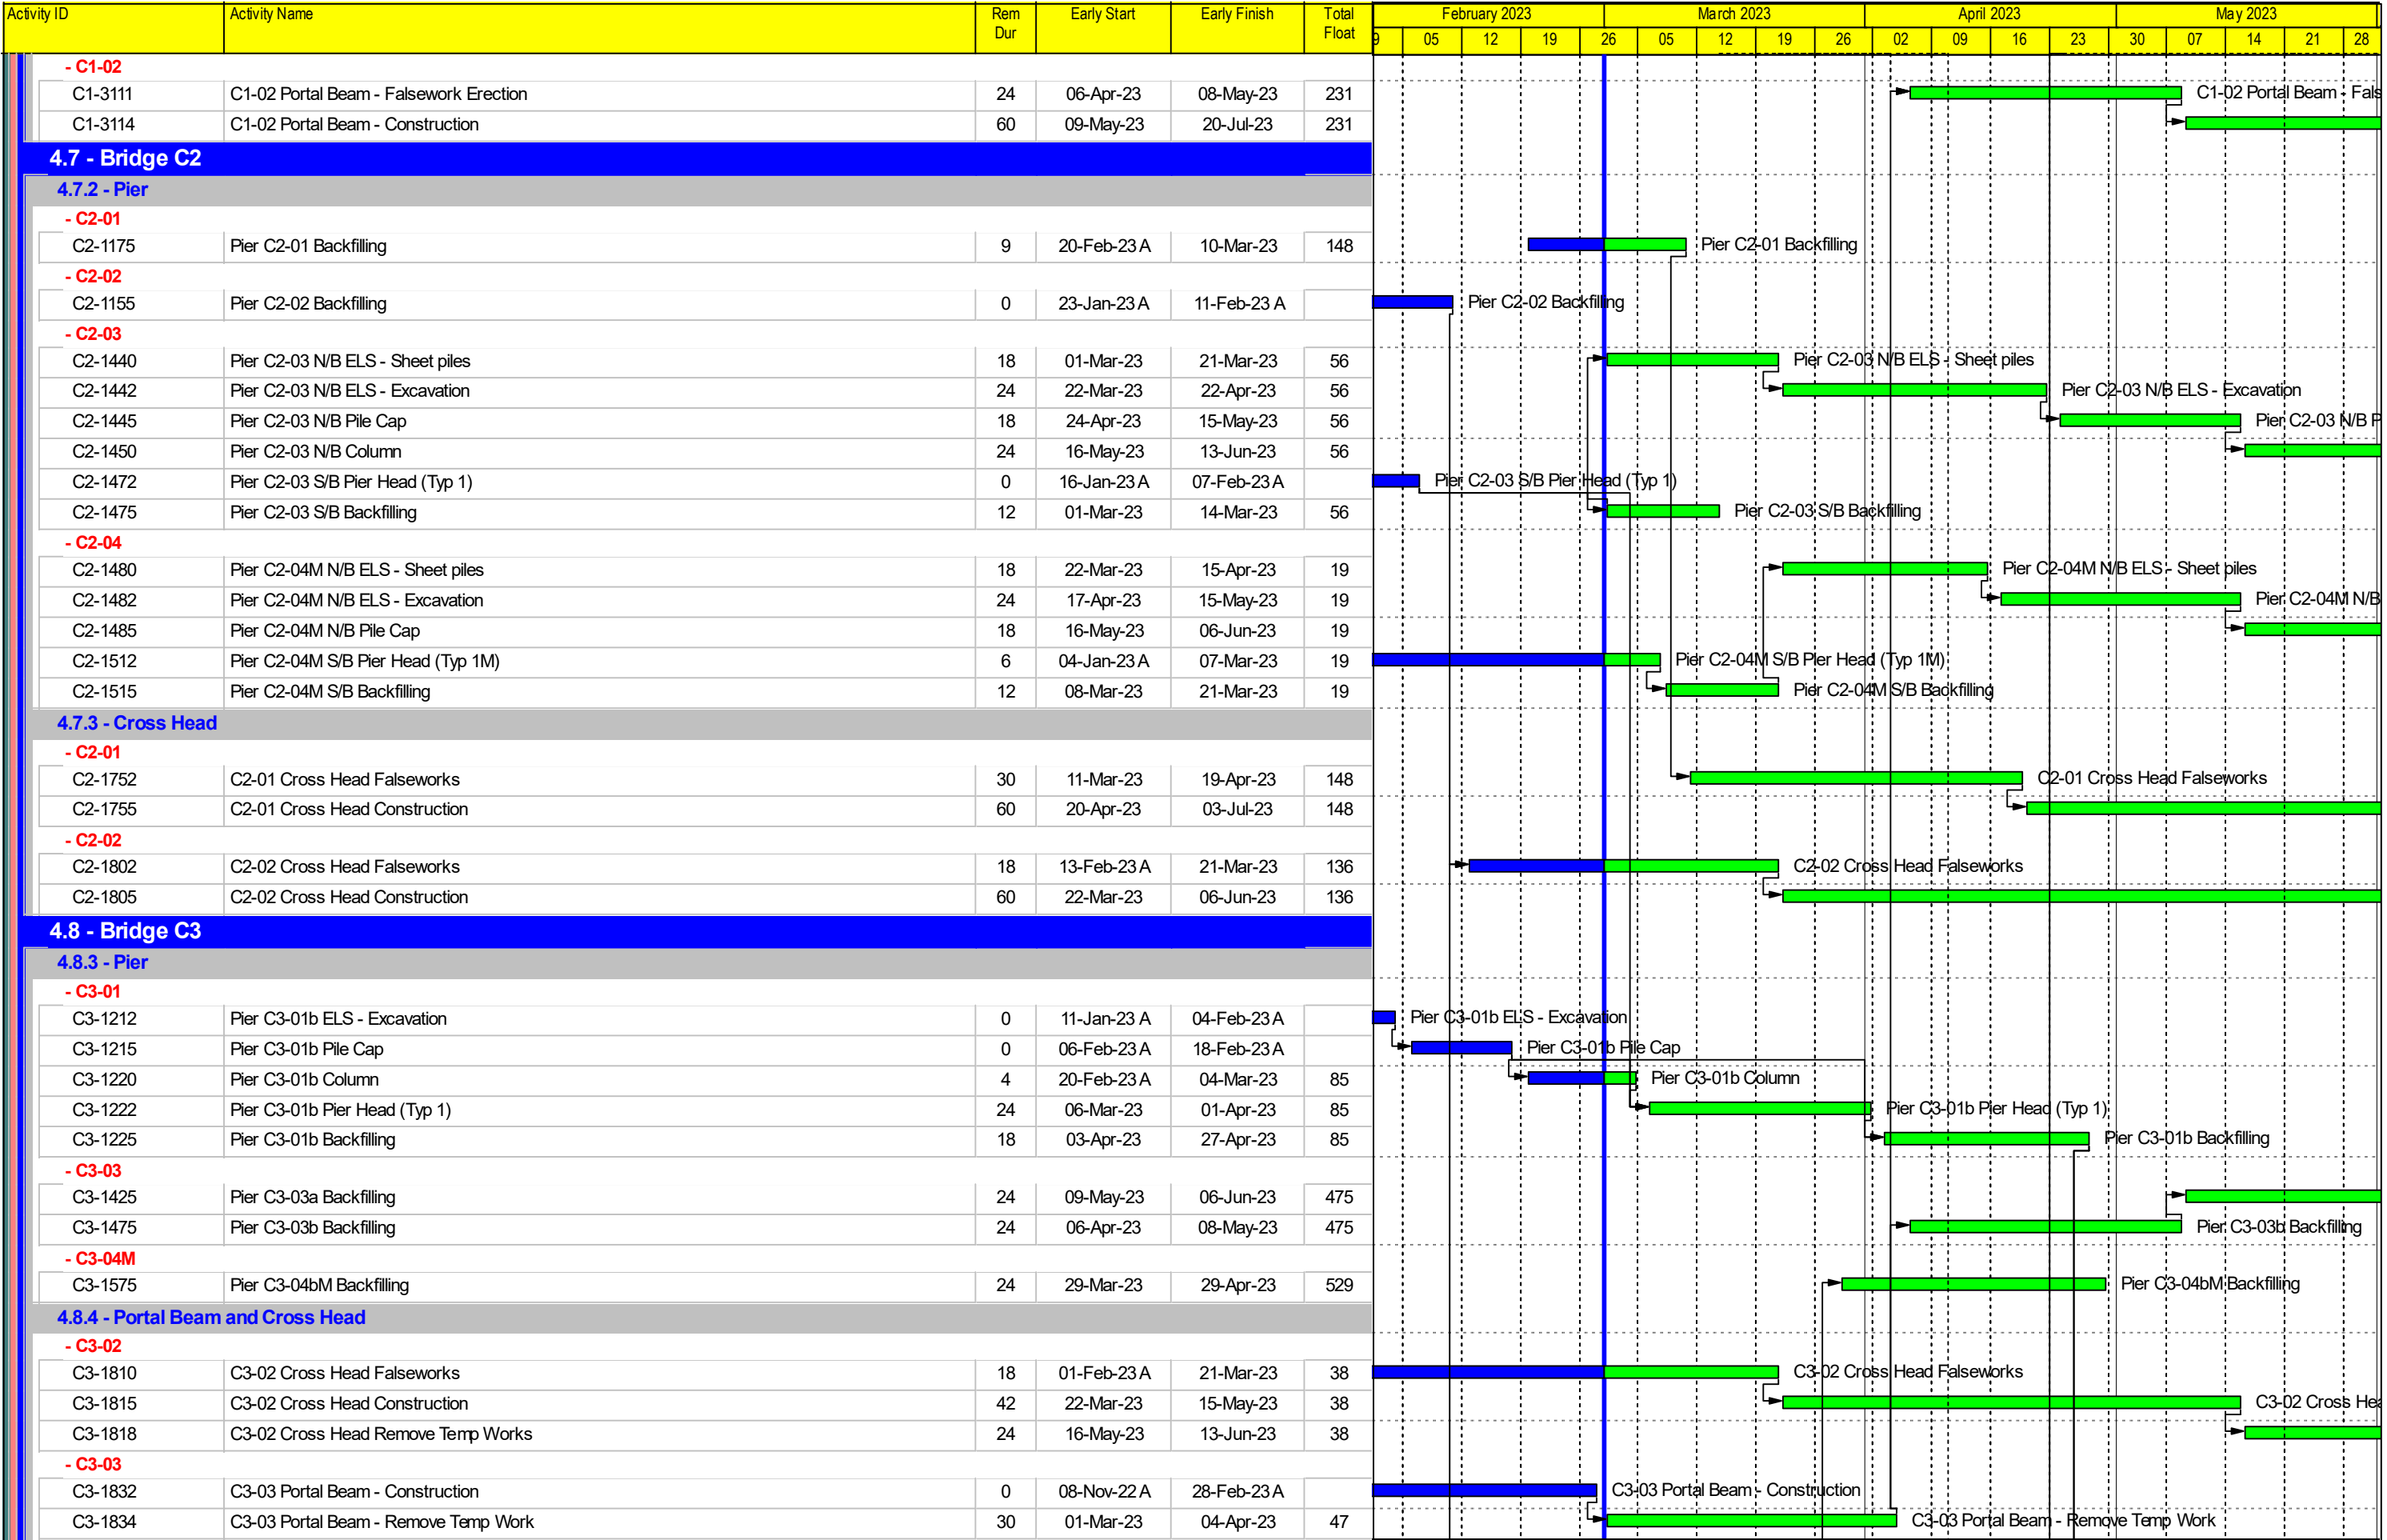 Activity ID Activity Name Rem Dur Early Start Early Finish Total Float February 2023 March 2023 April 2023 May 2023
9 05 12 19 26 05 12 19 26 02 09 16 23 30 07 14 21 28
- C1-02
C1-3111 C1-02 Portal Beam - Falsework Erection 24 06-Apr-23 08-May-23 231 C1-02 Portal Beam - Fals
C1-3114 C1-02 Portal Beam - Construction 60 09-May-23 20-Jul-23 231
4.7 - Bridge C2
4.7.2 - Pier
- C2-01
C2-1175 Pier C2-01 Backfilling 9 20-Feb-23 A 10-Mar-23 148 Pier C2-01 Backfilling
- C2-02
C2-1155 Pier C2-02 Backfilling 0 23-Jan-23 A 11-Feb-23 A Pier C2-02 Backfilling
- C2-03
C2-1440 Pier C2-03 N/B ELS - Sheet piles 18 01-Mar-23 21-Mar-23 56 Pier C2-03 N/B ELS - Sheet piles
C2-1442 Pier C2-03 N/B ELS - Excavation 24 22-Mar-23 22-Apr-23 56 Pier C2-03 N/B ELS - Excavation
C2-1445 Pier C2-03 N/B Pile Cap 18 24-Apr-23 15-May-23 56 Pier C2-03 N/B P
C2-1450 Pier C2-03 N/B Column 24 16-May-23 13-Jun-23 56
C2-1472 Pier C2-03 S/B Pier Head (Typ 1) 0 16-Jan-23 A 07-Feb-23 A Pier C2-03 S/B Pier Head (Typ 1)
C2-1475 Pier C2-03 S/B Backfilling 12 01-Mar-23 14-Mar-23 56 Pier C2-03 S/B Backfilling
- C2-04
C2-1480 Pier C2-04M N/B ELS - Sheet piles 18 22-Mar-23 15-Apr-23 19 Pier C2-04M N/B ELS - Sheet piles
C2-1482 Pier C2-04M N/B ELS - Excavation 24 17-Apr-23 15-May-23 19 Pier C2-04M N/B
C2-1485 Pier C2-04M N/B Pile Cap 18 16-May-23 06-Jun-23 19
C2-1512 Pier C2-04M S/B Pier Head (Typ 1M) 6 04-Jan-23 A 07-Mar-23 19 Pier C2-04M S/B Pier Head (Typ 1M)
C2-1515 Pier C2-04M S/B Backfilling 12 08-Mar-23 21-Mar-23 19 Pier C2-04M S/B Backfilling
4.7.3 - Cross Head
- C2-01
C2-1752 C2-01 Cross Head Falseworks 30 11-Mar-23 19-Apr-23 148 C2-01 Cross Head Falseworks
C2-1755 C2-01 Cross Head Construction 60 20-Apr-23 03-Jul-23 148
- C2-02
C2-1802 C2-02 Cross Head Falseworks 18 13-Feb-23 A 21-Mar-23 136 C2-02 Cross Head Falseworks
C2-1805 C2-02 Cross Head Construction 60 22-Mar-23 06-Jun-23 136
4.8 - Bridge C3
4.8.3 - Pier
- C3-01
C3-1212 Pier C3-01b ELS - Excavation 0 11-Jan-23 A 04-Feb-23 A Pier C3-01b ELS - Excavation
C3-1215 Pier C3-01b Pile Cap 0 06-Feb-23 A 18-Feb-23 A Pier C3-01b Pile Cap
C3-1220 Pier C3-01b Column 4 20-Feb-23 A 04-Mar-23 85 Pier C3-01b Column
C3-1222 Pier C3-01b Pier Head (Typ 1) 24 06-Mar-23 01-Apr-23 85 Pier C3-01b Pier Head (Typ 1)
C3-1225 Pier C3-01b Backfilling 18 03-Apr-23 27-Apr-23 85 Pier C3-01b Backfilling
- C3-03
C3-1425 Pier C3-03a Backfilling 24 09-May-23 06-Jun-23 475
C3-1475 Pier C3-03b Backfilling 24 06-Apr-23 08-May-23 475 Pier C3-03b Backfilling
- C3-04M
C3-1575 Pier C3-04bM Backfilling 24 29-Mar-23 29-Apr-23 529 Pier C3-04bM Backfilling
4.8.4 - Portal Beam and Cross Head
- C3-02
C3-1810 C3-02 Cross Head Falseworks 18 01-Feb-23 A 21-Mar-23 38 C3-02 Cross Head Falseworks
C3-1815 C3-02 Cross Head Construction 42 22-Mar-23 15-May-23 38 C3-02 Cross Hea
C3-1818 C3-02 Cross Head Remove Temp Works 24 16-May-23 13-Jun-23 38
- C3-03
C3-1832 C3-03 Portal Beam - Construction 0 08-Nov-22 A 28-Feb-23 A C3-03 Portal Beam - Construction
C3-1834 C3-03 Portal Beam - Remove Temp Work 30 01-Mar-23 04-Apr-23 47 C3-03 Portal Beam - Remove Temp Work